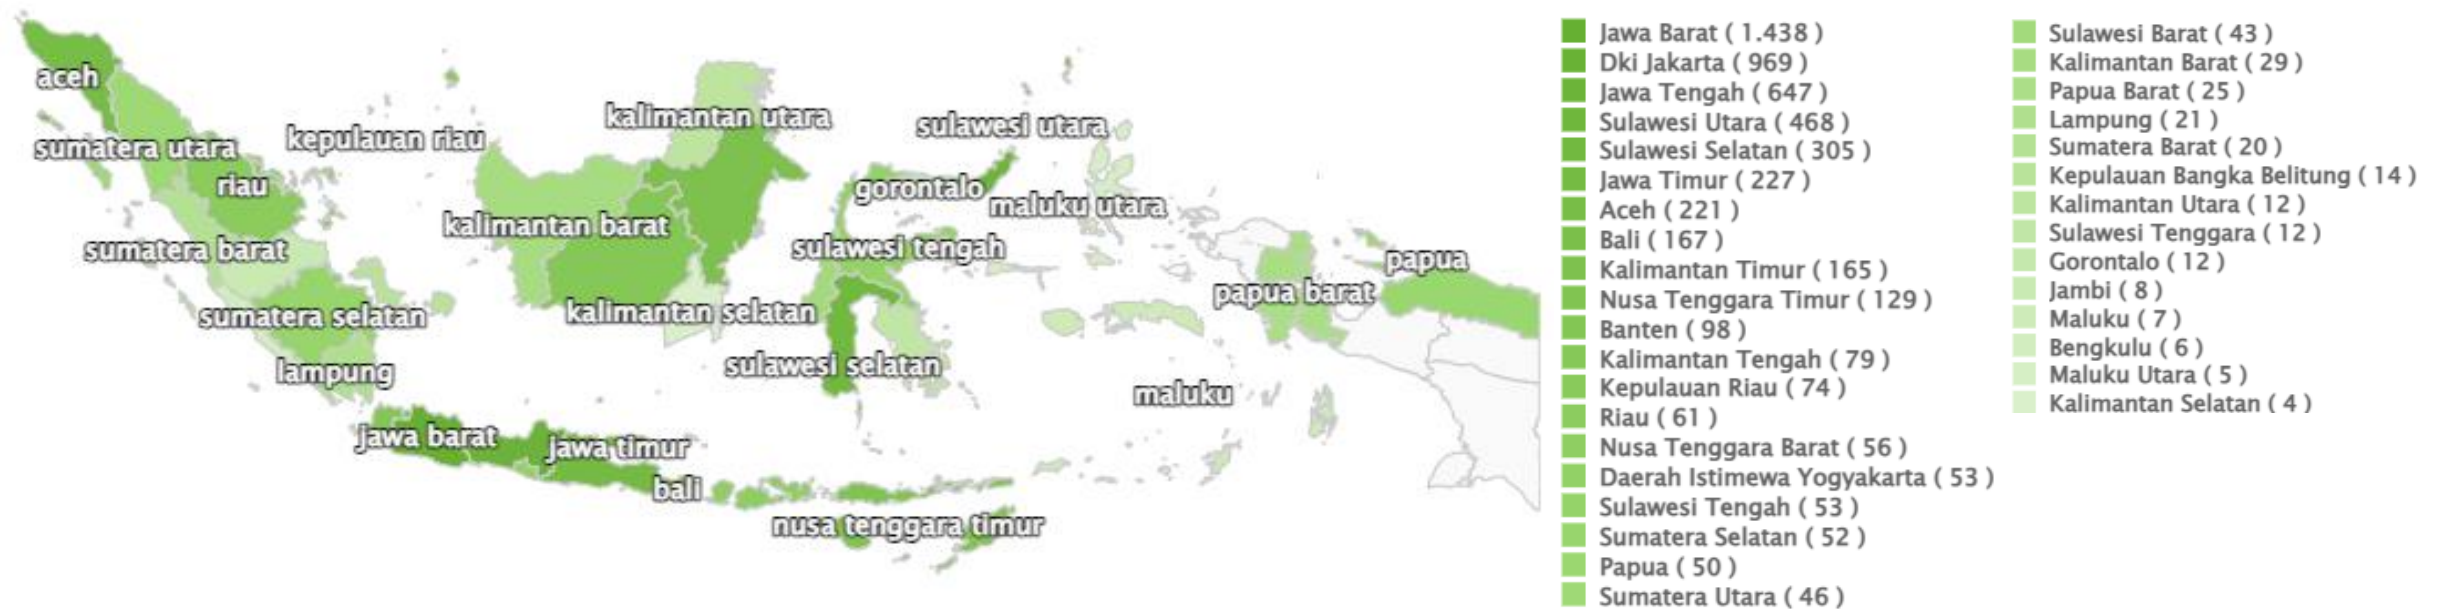 aceh
sumatera utara
kepulauan riau
riau
kalimantan utara
sulawesi utara
gorontalo
maluku utara
kalimantan barat
sumatera barat
sulawesi tengah
papua
papua barat
sumatera selatan
kalimantan selatan
lampung
sulawesi selatan
maluku
jawa barat
jawa timur
bali
nusa tenggara timur
Jawa Barat ( 1.438 )
Dki Jakarta ( 969 )
Jawa Tengah ( 647 )
Sulawesi Utara ( 468 )
Sulawesi Selatan ( 305 )
Jawa Timur ( 227 )
Aceh ( 221 )
Bali ( 167 )
Kalimantan Timur ( 165 )
Nusa Tenggara Timur ( 129 )
Banten ( 98 )
Kalimantan Tengah ( 79 )
Kepulauan Riau ( 74 )
Riau ( 61 )
Nusa Tenggara Barat ( 56 )
Daerah Istimewa Yogyakarta ( 53 )
Sulawesi Tengah ( 53 )
Sumatera Selatan ( 52 )
Papua ( 50 )
Sumatera Utara ( 46 )
Sulawesi Barat ( 43 )
Kalimantan Barat ( 29 )
Papua Barat ( 25 )
Lampung ( 21 )
Sumatera Barat ( 20 )
Kepulauan Bangka Belitung ( 14 )
Kalimantan Utara ( 12 )
Sulawesi Tenggara ( 12 )
Gorontalo ( 12 )
Jambi ( 8 )
Maluku ( 7 )
Bengkulu ( 6 )
Maluku Utara ( 5 )
Kalimantan Selatan ( 4 )